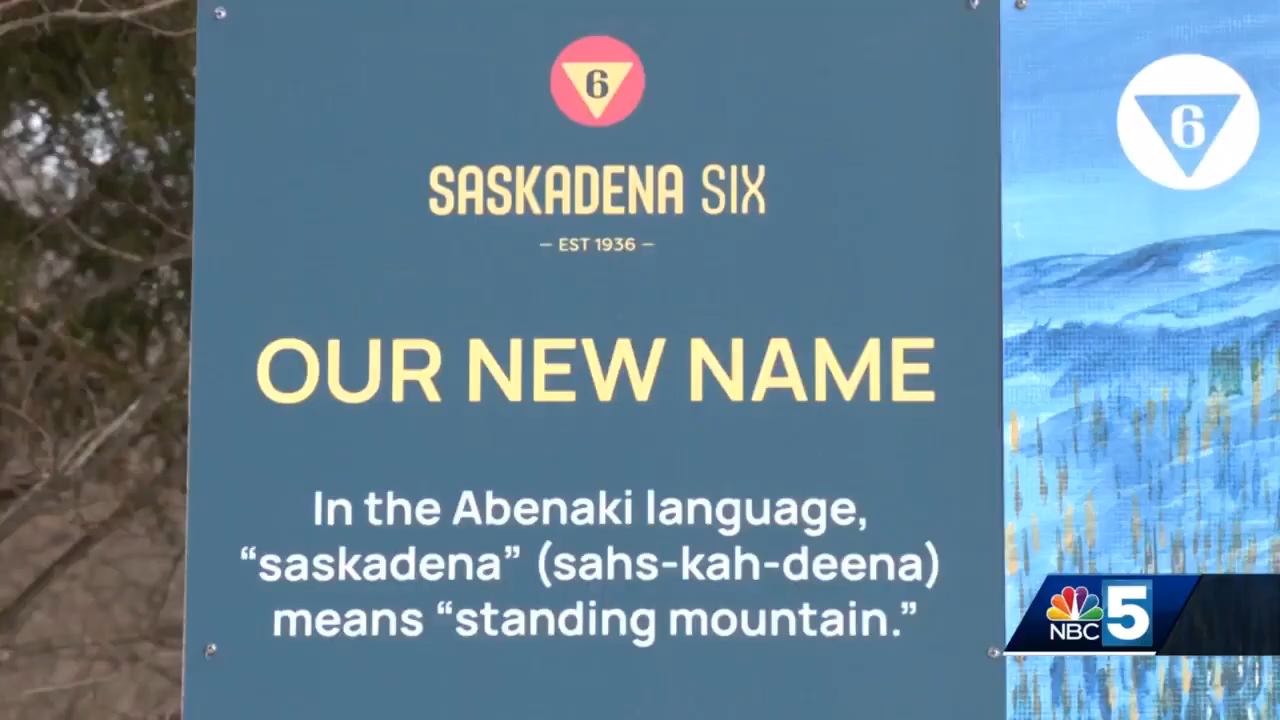 6
SASKADENA SIX
– EST 1936 –
OUR NEW NAME
In the Abenaki language,
“saskadena” (sahs-kah-deena)
means “standing mountain.”
6
NBC 5